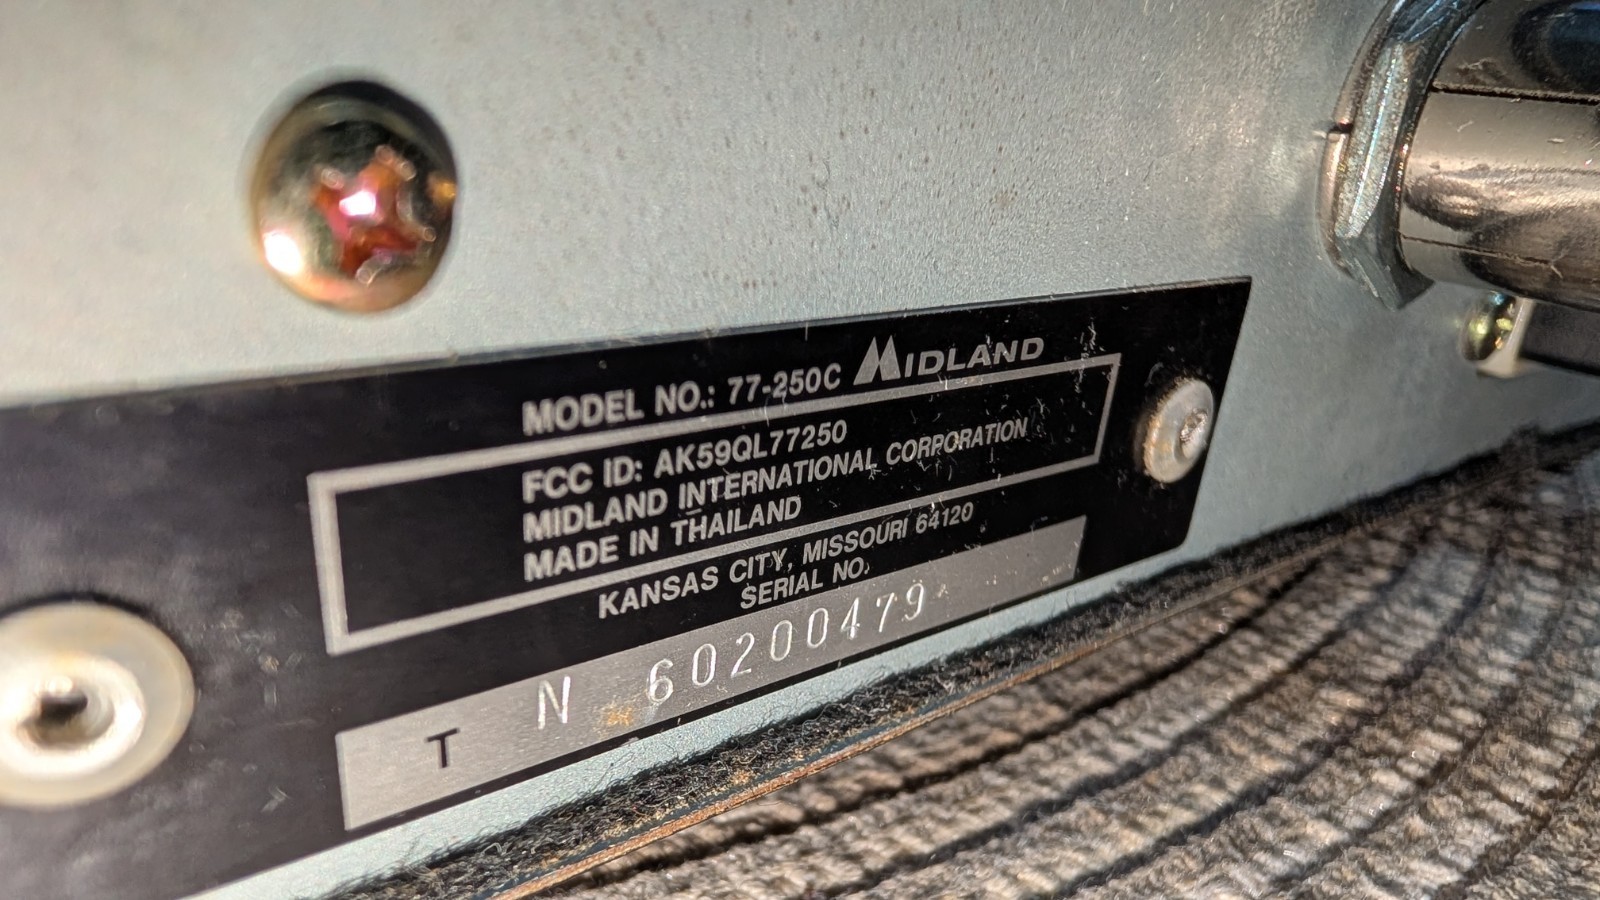 MODEL NO.: 77-250C MIDLAND
FCC ID: AK59QL77250
MIDLAND INTERNATIONAL CORPORATION
MADE IN THAILAND
KANSAS CITY, MISSOURI 64120
SERIAL NO.
T N 60200479